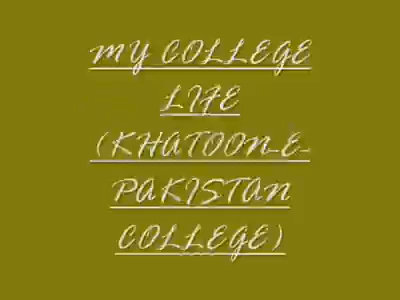 MY COLLEGE
LIFE
(KHATOON-E-
PAKISTAN
COLLEGE)